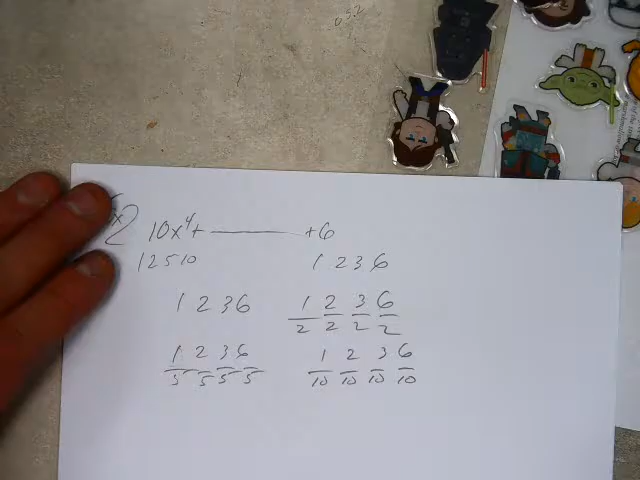 10x⁴+ ______ +6
1 2 5 10 1 2 3 6
1 2 3 6 1/2 2/2 3/2 6/2
1/5 2/5 3/5 6/5 1/10 2/10 3/10 6/10